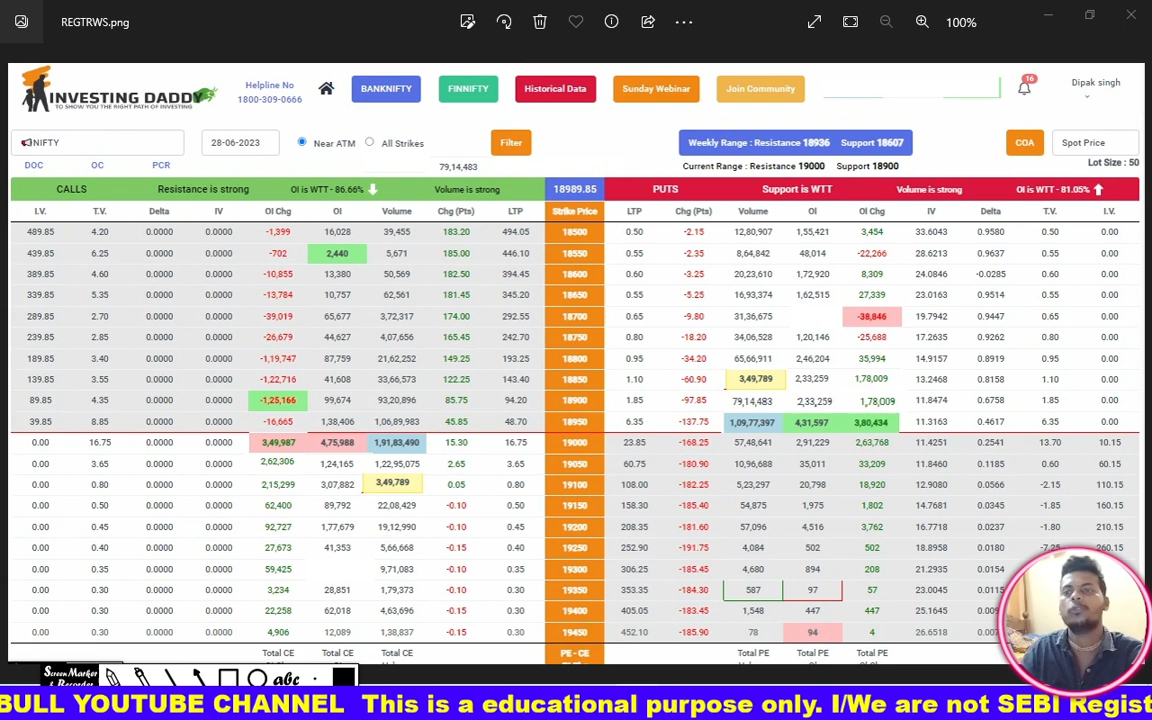 REGTRWS.png
100%
INVESTING DADDY
TO SHOW YOU THE RIGHT PATH OF INVESTING
Helpline No
1800-309-0666
BANKNIFTY FINNIFTY Historical Data Sunday Webinar Join Community 16 Dipak singh
NIFTY 28-06-2023 Near ATM All Strikes Filter Weekly Range : Resistance 18936 Support 18607 COA Spot Price
DOC OC PCR 79,14,483 Current Range : Resistance 19000 Support 18900 Lot Size : 50
CALLS Resistance is strong OI is WTT - 86.66% Volume is strong 18989.85 PUTS Support is WTT Volume is strong OI is WTT - 81.05%
I.V. T.V. Delta IV OI Chg OI Volume Chg (Pts) LTP Strike Price LTP Chg (Pts) Volume OI OI Chg IV Delta T.V. I.V.
489.85 4.20 0.0000 0.0000 -1,399 16,028 39,455 183.20 494.05 18500 0.50 -2.15 12,80,907 1,55,421 3,454 33.6043 0.9580 0.50 0.00
439.85 6.25 0.0000 0.0000 -702 2,440 5,671 185.00 446.10 18550 0.55 -2.35 8,64,842 48,014 -22,266 28.6213 0.9637 0.55 0.00
389.85 4.60 0.0000 0.0000 -10,855 13,380 50,569 182.50 394.45 18600 0.60 -3.25 20,23,610 1,72,920 8,309 24.0846 -0.0285 0.60 0.00
339.85 5.35 0.0000 0.0000 -13,784 10,757 62,561 181.45 345.20 18650 0.55 -5.25 16,93,374 1,62,515 27,339 23.0163 0.9514 0.55 0.00
289.85 2.70 0.0000 0.0000 -39,019 65,677 3,72,317 174.00 292.55 18700 0.65 -9.80 31,36,675 -38,846 19.7942 0.9447 0.65 0.00
239.85 2.85 0.0000 0.0000 -26,679 44,627 4,07,656 165.45 242.70 18750 0.80 -18.20 34,06,528 1,20,146 -25,688 17.2635 0.9262 0.80 0.00
189.85 3.40 0.0000 0.0000 -1,19,747 87,759 21,62,252 149.25 193.25 18800 0.95 -34.20 65,66,911 2,46,204 35,994 14.9157 0.8919 0.95 0.00
139.85 3.55 0.0000 0.0000 -1,22,716 41,608 33,66,573 122.25 143.40 18850 1.10 -60.90 3,49,789 2,33,259 1,78,009 13.2468 0.8158 1.10 0.00
89.85 4.35 0.0000 0.0000 -1,25,166 99,674 93,20,896 85.75 94.20 18900 1.85 -97.85 79,14,483 2,33,259 1,78,009 11.8474 0.6758 1.85 0.00
39.85 8.85 0.0000 0.0000 -16,665 1,38,406 1,06,89,983 45.85 48.70 18950 6.35 -137.75 1,09,77,397 4,31,597 3,80,434 11.3163 0.4617 6.35 0.00
0.00 16.75 0.0000 0.0000 3,49,987 4,75,988 1,91,83,490 15.30 16.75 19000 23.85 -168.25 57,48,641 2,91,229 2,63,768 11.4251 0.2541 13.70 10.15
0.00 3.65 0.0000 0.0000 2,62,306 1,24,165 1,22,95,075 2.65 3.65 19050 60.75 -180.90 10,96,688 35,011 33,209 11.8460 0.1185 0.60 60.15
0.00 0.80 0.0000 0.0000 2,15,299 3,07,882 3,49,789 0.05 0.80 19100 108.00 -182.25 5,23,297 20,798 18,920 12.9080 0.0566 -2.15 110.15
0.00 0.50 0.0000 0.0000 62,400 89,792 22,08,429 -0.10 0.50 19150 158.30 -185.40 54,875 1,975 1,802 14.7681 0.0345 -1.85 160.15
0.00 0.45 0.0000 0.0000 92,727 1,77,679 19,12,990 -0.10 0.45 19200 208.35 -181.60 57,096 4,516 3,762 16.7718 0.0237 -1.80 210.15
0.00 0.40 0.0000 0.0000 27,673 41,353 5,66,668 -0.15 0.40 19250 252.90 -191.75 4,084 502 502 18.8958 0.0180 -7.25 260.15
0.00 0.35 0.0000 0.0000 59,425 9,71,083 -0.10 0.35 19300 306.25 -185.45 4,680 894 208 21.2935 0.0154
0.00 0.30 0.0000 0.0000 3,234 28,851 1,79,373 -0.10 0.30 19350 353.35 -184.30 587 97 57 23.0045
0.00 0.30 0.0000 0.0000 22,258 62,018 4,63,696 -0.15 0.30 19400 405.05 -183.45 1,548 447 447 25.1645
0.00 0.30 0.0000 0.0000 4,906 12,089 1,38,837 -0.15 0.30 19450 452.10 -185.90 78 94 4 26.6518
Total CE Total CE Total CE PE - CE Total PE Total PE Total PE
Screen Marker
& Recorder abc
BULL YOUTUBE CHANNEL This is a educational purpose only. I/We are not SEBI Regist